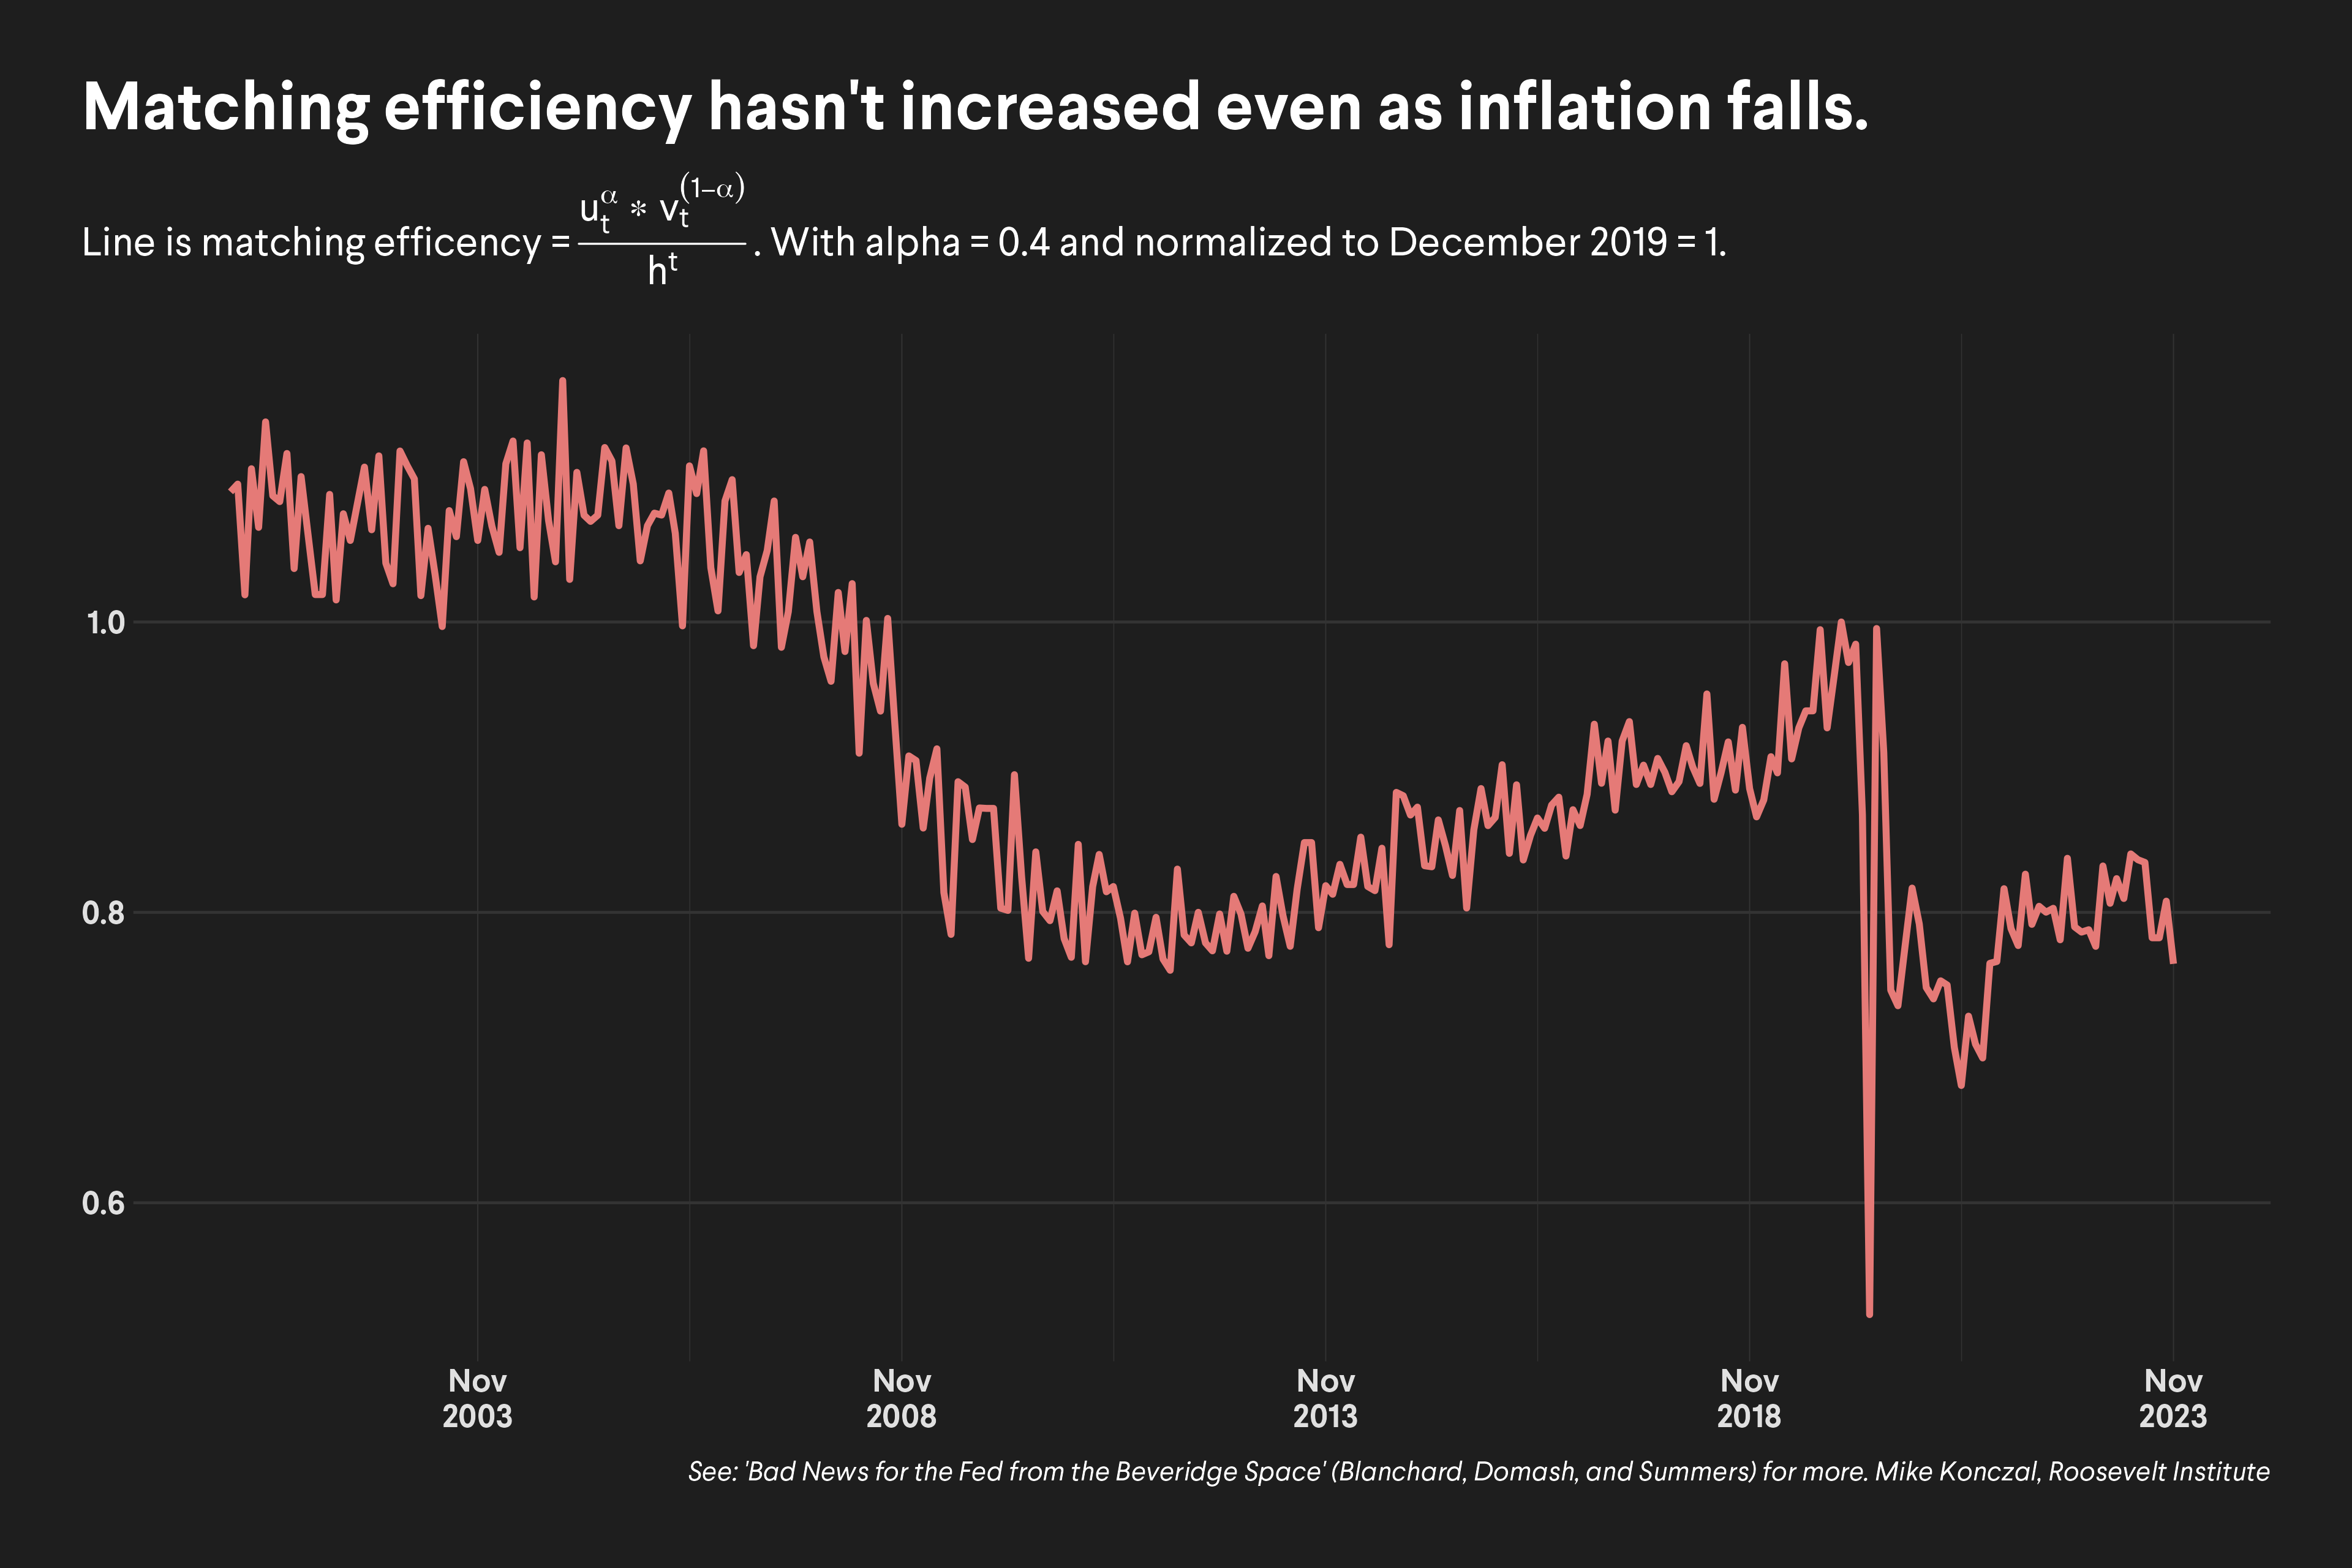 Matching efficiency hasn't increased even as inflation falls.
Line is matching efficency = u_t^α * v_t^(1−α) / h^t . With alpha = 0.4 and normalized to December 2019 = 1.
1.0
0.8
0.6
Nov Nov Nov Nov Nov
2003 2008 2013 2018 2023
See: 'Bad News for the Fed from the Beveridge Space' (Blanchard, Domash, and Summers) for more. Mike Konczal, Roosevelt Institute